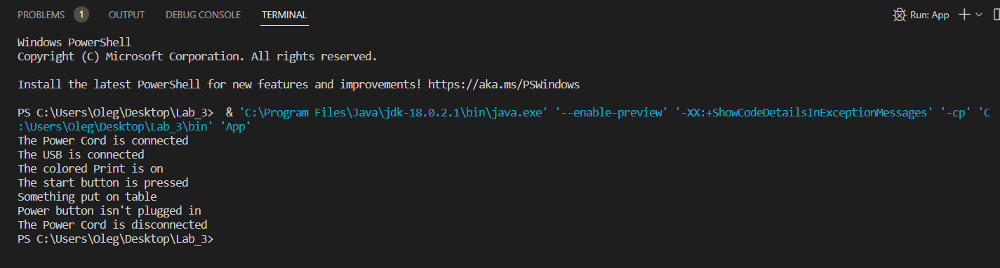 PROBLEMS 1 OUTPUT DEBUG CONSOLE TERMINAL Run: App
Windows PowerShell
Copyright (C) Microsoft Corporation. All rights reserved.
Install the latest PowerShell for new features and improvements! https://aka.ms/PSWindows
PS C:\Users\Oleg\Desktop\Lab_3>  & 'C:\Program Files\Java\jdk-18.0.2.1\bin\java.exe' '--enable-preview' '-XX:+ShowCodeDetailsInExceptionMessages' '-cp' 'C
:\Users\Oleg\Desktop\Lab_3\bin' 'App'
The Power Cord is connected
The USB is connected
The colored Print is on
The start button is pressed
Something put on table
Power button isn't plugged in
The Power Cord is disconnected
PS C:\Users\Oleg\Desktop\Lab_3>